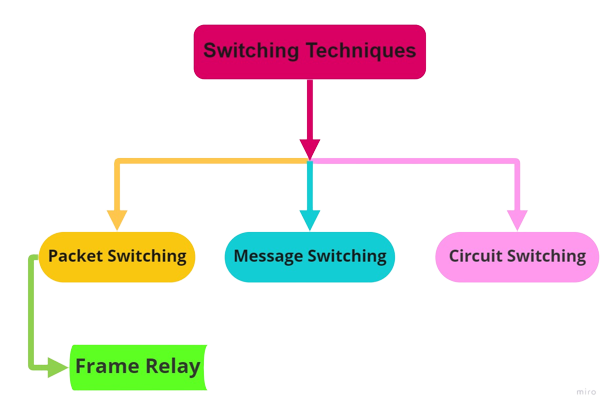 Switching Techniques
Packet Switching
Message Switching
Circuit Switching
Frame Relay
miro